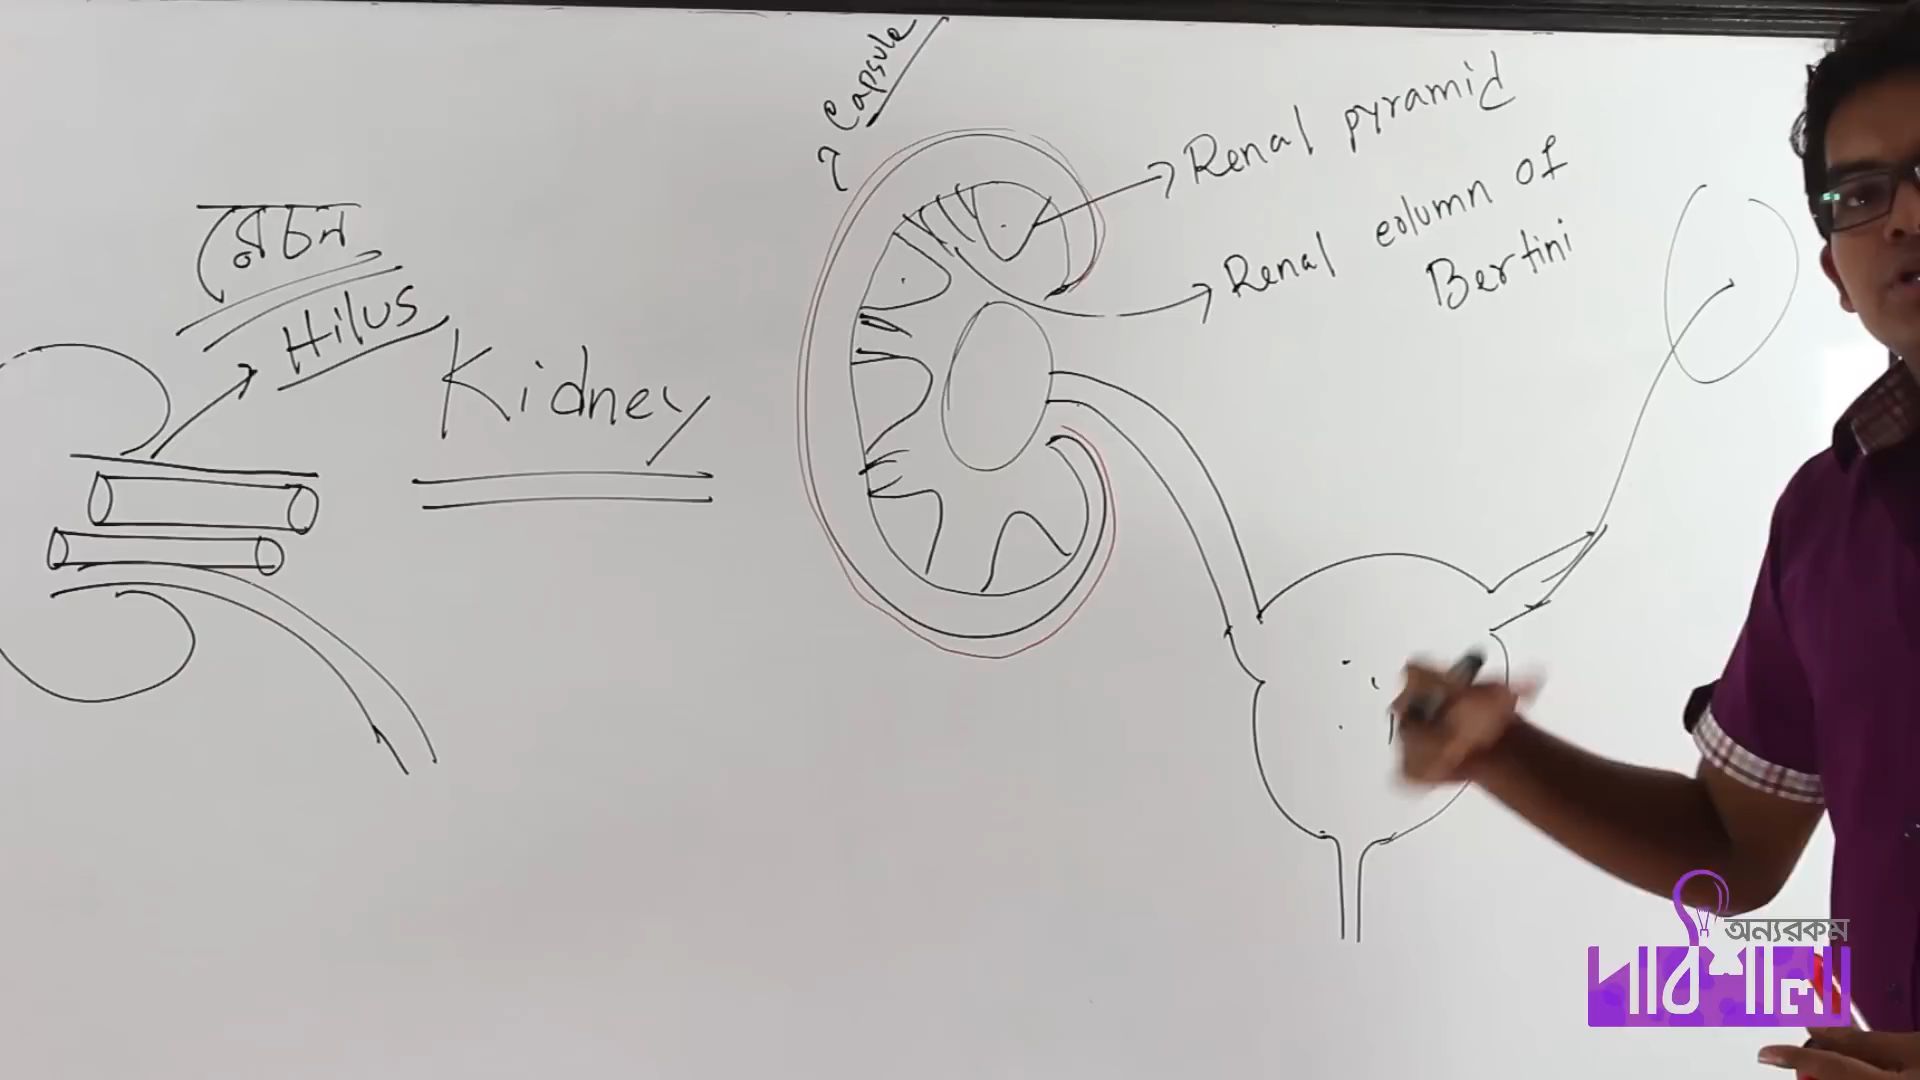 রেচন
Hilus
Kidney
Capsule
Renal pyramid
Renal column of
Bertini
অন্যরকম
পাঠশালা